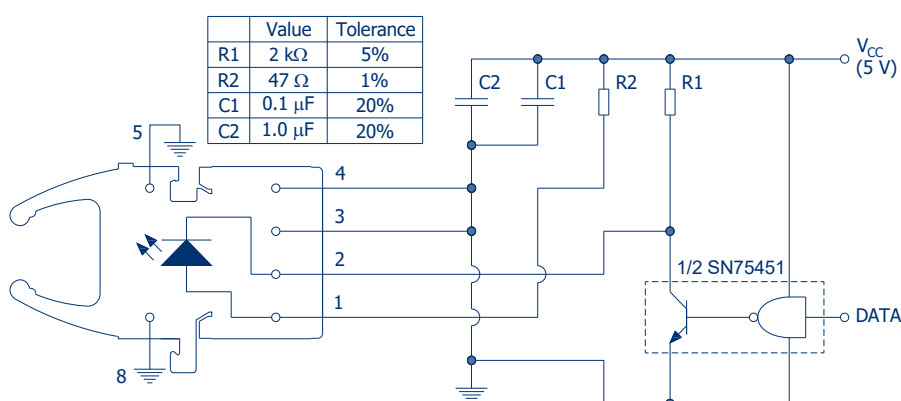 Value Tolerance
R1 2 kΩ 5%
R2 47 Ω 1%
C1 0.1 μF 20%
C2 1.0 μF 20%
C2 C1 R2 R1
VCC
(5 V)
5
4
3
2
1
8
1/2 SN75451
DATA